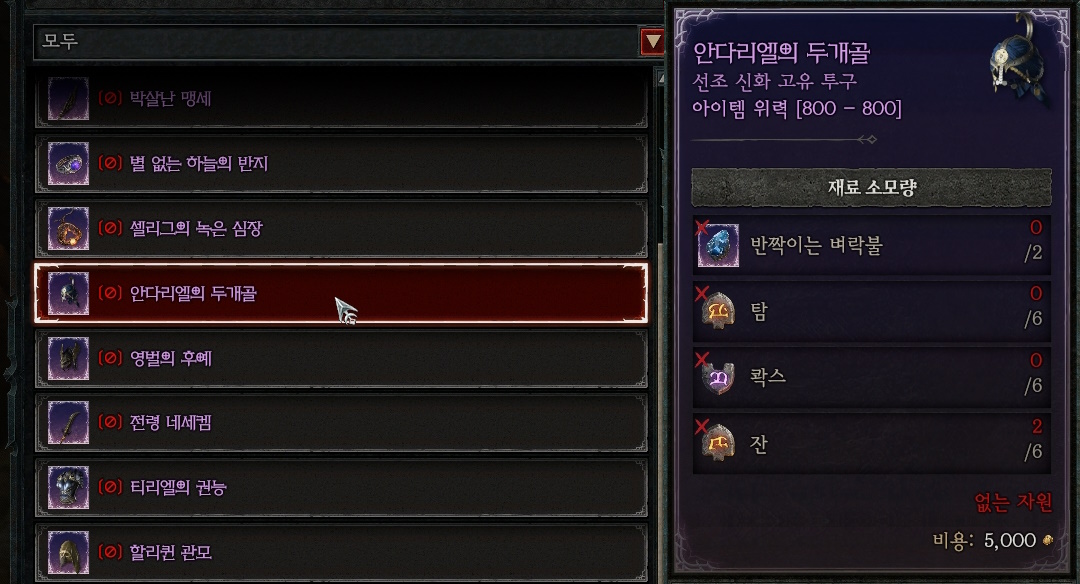 모두
[∅] 박살난 맹세
[∅] 별 없는 하늘의 반지
[∅] 셀리그의 녹은 심장
[∅] 안다리엘의 두개골
[∅] 영벌의 후예
[∅] 전령 네세켐
[∅] 티리엘의 권능
[∅] 할리퀸 관모
안다리엘의 두개골
선조 신화 고유 투구
아이템 위력 [800 - 800]
재료 소모량
반짝이는 벼락불
0
/2
탐
0
/6
콱스
0
/6
잔
2
/6
없는 자원
비용: 5,000